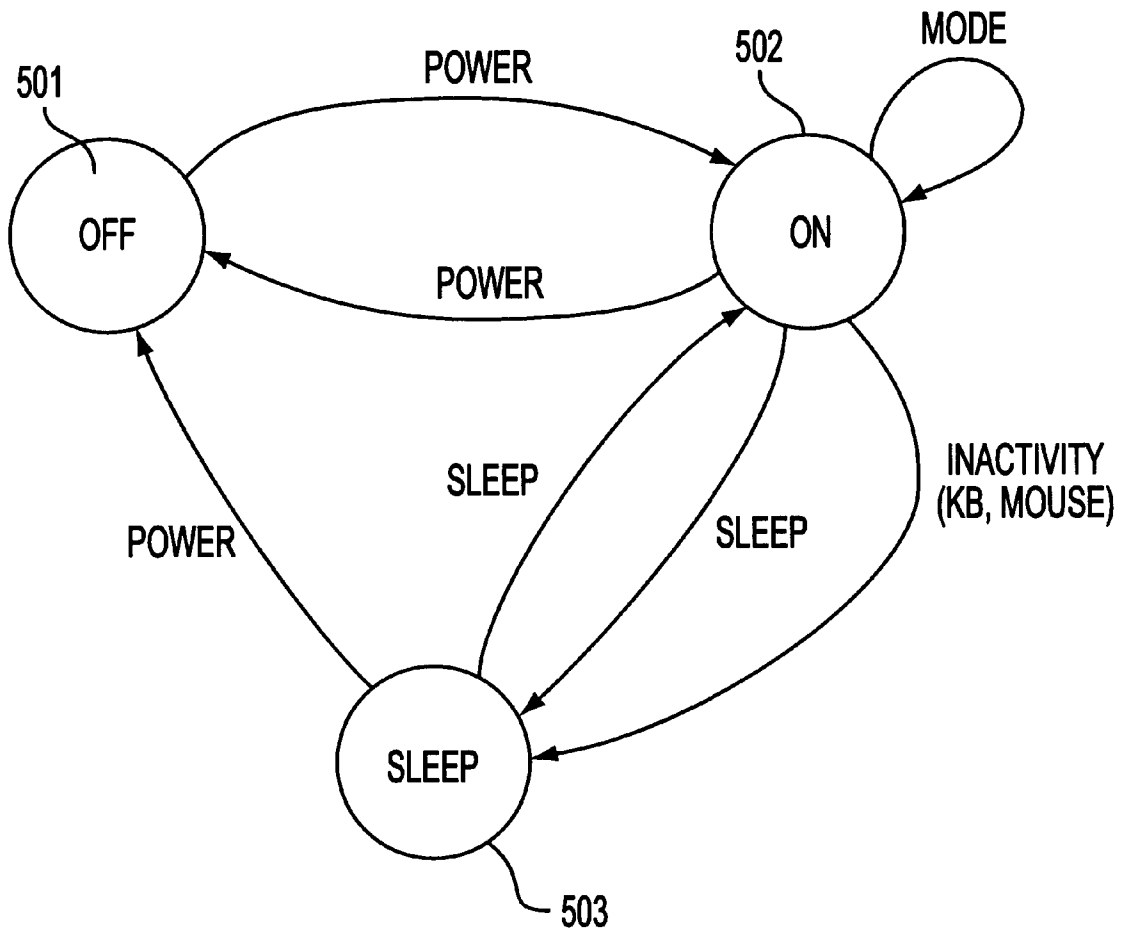 MODE
502
POWER
501
OFF
ON
POWER
INACTIVITY
(KB, MOUSE)
SLEEP
SLEEP
POWER
SLEEP
503